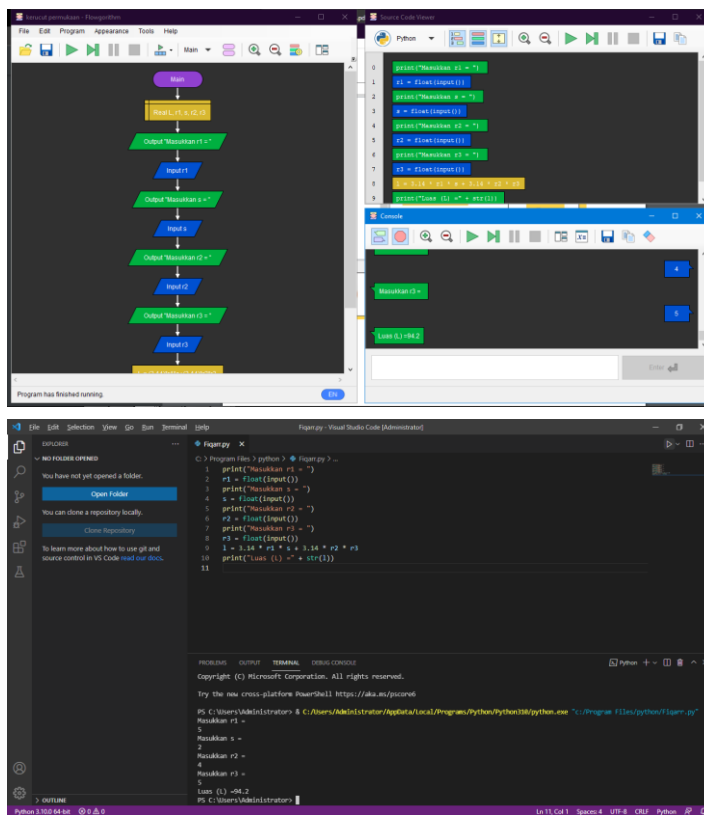 kerucut permukaan - Flowgorithm
File Edit Program Appearance Tools Help
Main
Main
Real L, r1, s, r2, r3
Output "Masukkan r1 = "
Input r1
Output "Masukkan s = "
Input s
Output "Masukkan r2 = "
Input r2
Output "Masukkan r3 = "
Input r3
Program has finished running.
EN
Source Code Viewer
Python
0 print("Masukkan r1 = ")
1 r1 = float(input())
2 print("Masukkan s = ")
3 s = float(input())
4 print("Masukkan r2 = ")
5 r2 = float(input())
6 print("Masukkan r3 = ")
7 r3 = float(input())
8 l = 3.14 * r1 * s + 3.14 * r2 * r3
9 print("Luas (L) =" + str(l))
Console
4
Masukkan r3 =
5
Luas (L) =94.2
Enter
File Edit Selection View Go Run Terminal Help
Fiqarr.py - Visual Studio Code [Administrator]
EXPLORER
NO FOLDER OPENED
You have not yet opened a folder.
Open Folder
You can clone a repository locally.
Clone Repository
To learn more about how to use git and
source control in VS Code read our docs.
OUTLINE
Fiqarr.py
C: > Program Files > python > Fiqarr.py > ...
1 print("Masukkan r1 = ")
2 r1 = float(input())
3 print("Masukkan s = ")
4 s = float(input())
5 print("Masukkan r2 = ")
6 r2 = float(input())
7 print("Masukkan r3 = ")
8 r3 = float(input())
9 l = 3.14 * r1 * s + 3.14 * r2 * r3
10 print("Luas (L) =" + str(l))
11
PROBLEMS OUTPUT TERMINAL DEBUG CONSOLE
Python
Copyright (C) Microsoft Corporation. All rights reserved.
Try the new cross-platform PowerShell https://aka.ms/pscore6
PS C:\Users\Administrator> & C:/Users/Administrator/AppData/Local/Programs/Python/Python310/python.exe "c:/Program Files/python/Fiqarr.py"
Masukkan r1 =
5
Masukkan s =
2
Masukkan r2 =
4
Masukkan r3 =
5
Luas (L) =94.2
PS C:\Users\Administrator>
Python 3.10.0 64-bit 0 0
Ln 11, Col 1 Spaces: 4 UTF-8 CRLF Python